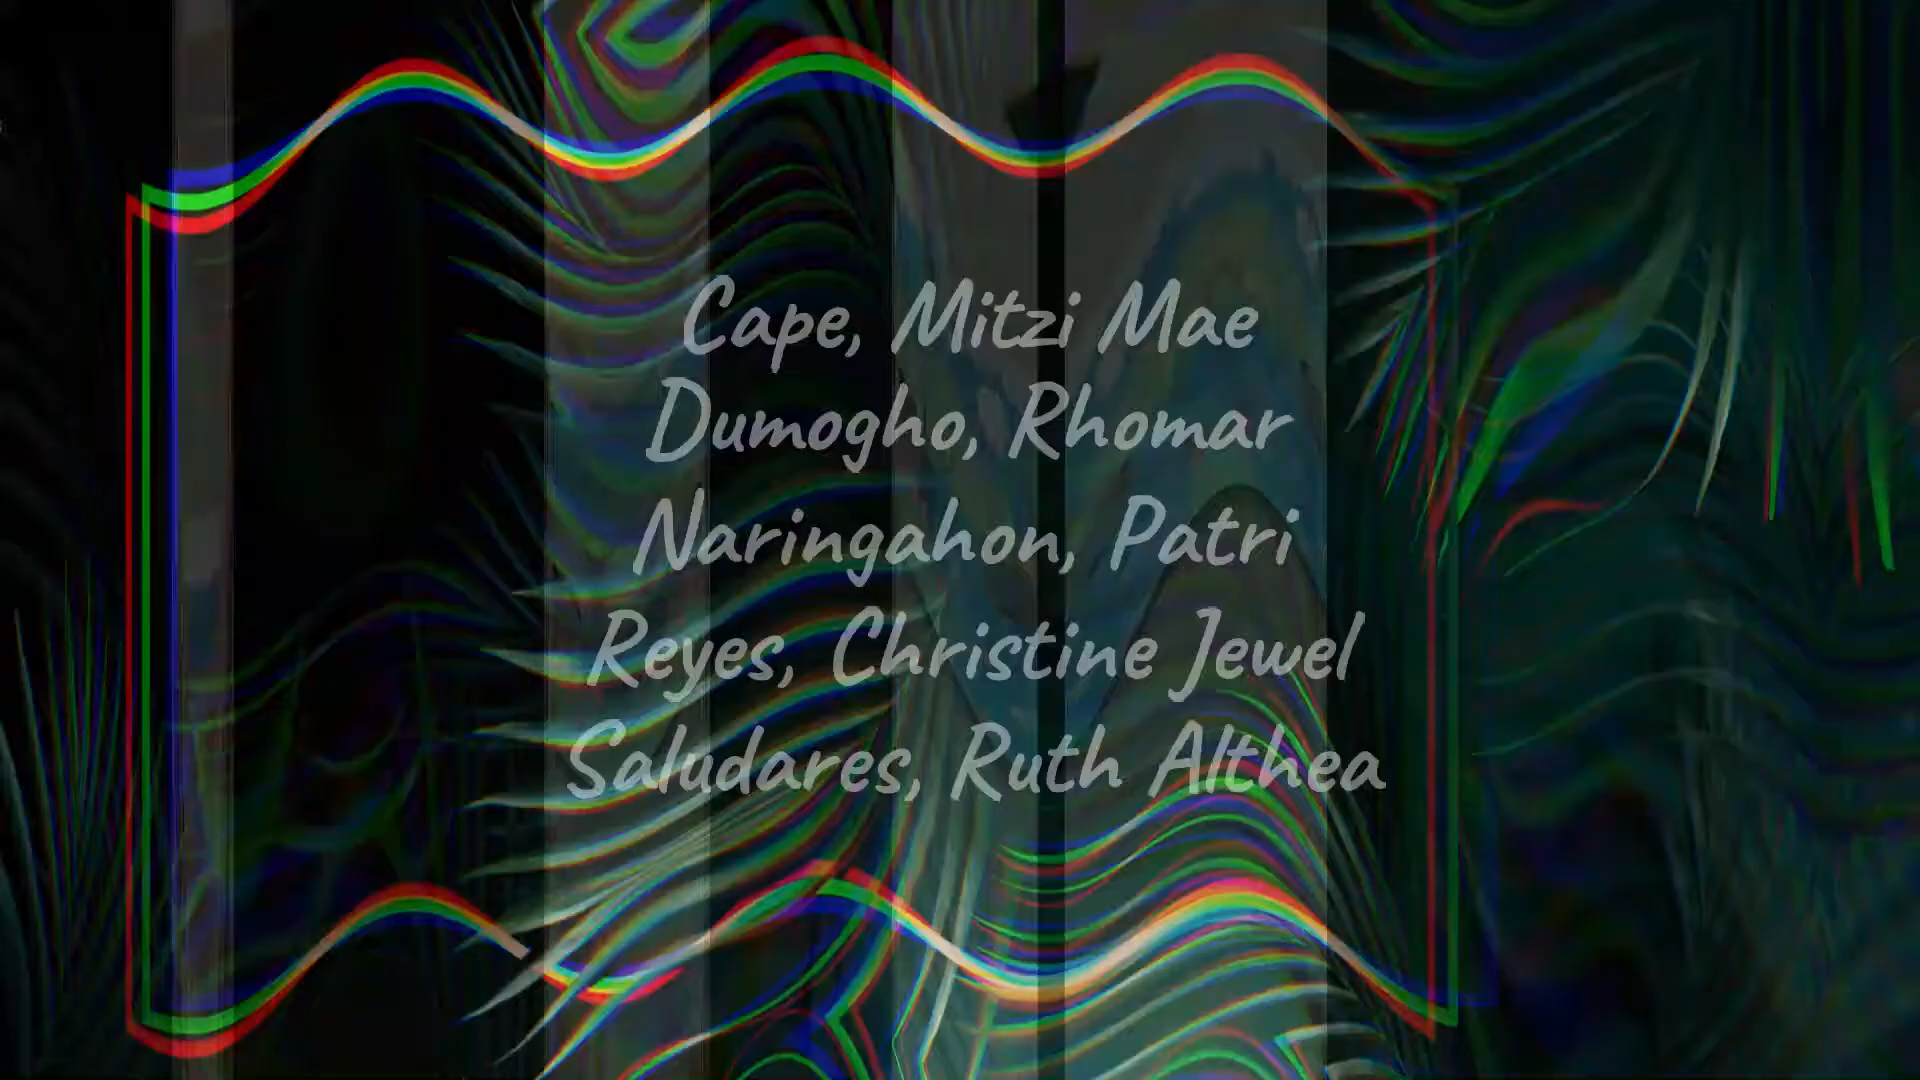 Cape, Mitzi Mae
Dumogho, Rhomar
Naringahon, Patri
Reyes, Christine Jewel
Saludares, Ruth Althea